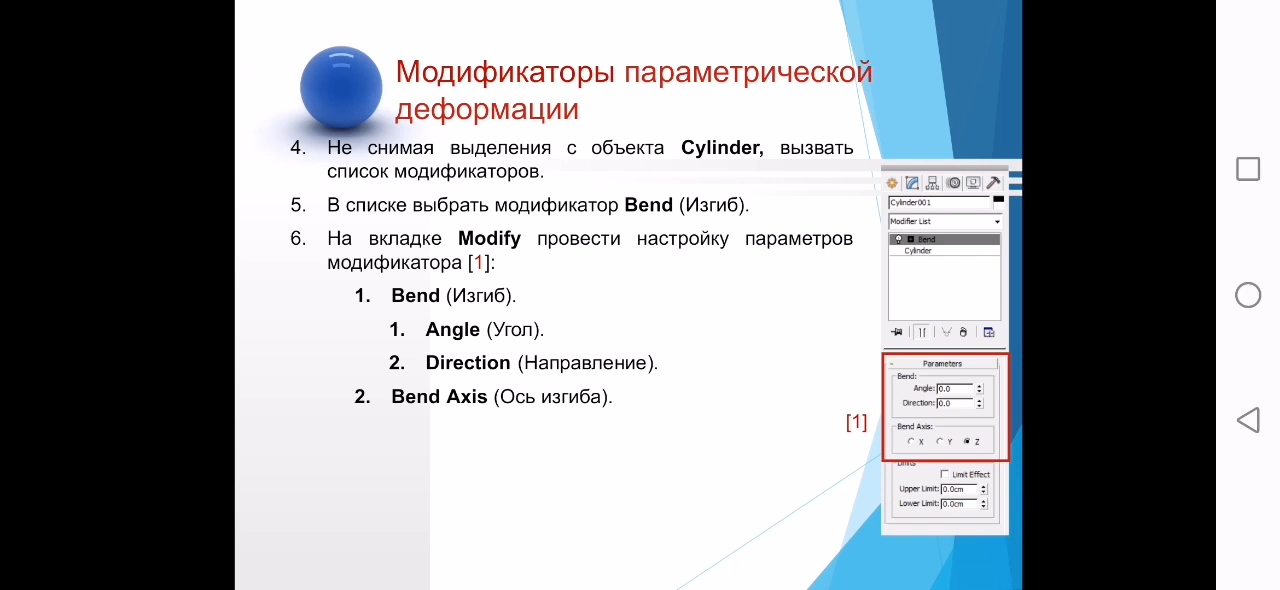 Модификаторы параметрической
деформации
4. Не снимая выделения с объекта Cylinder, вызвать
список модификаторов.
5. В списке выбрать модификатор Bend (Изгиб).
6. На вкладке Modify провести настройку параметров
модификатора [1]:
1. Bend (Изгиб).
1. Angle (Угол).
2. Direction (Направление).
2. Bend Axis (Ось изгиба).
[1]
Cylinder001
Modifier List
Bend
Cylinder
- Parameters
Bend:
Angle: 0.0
Direction: 0.0
Bend Axis:
X Y Z
Limits
Limit Effect
Upper Limit: 0.0cm
Lower Limit: 0.0cm